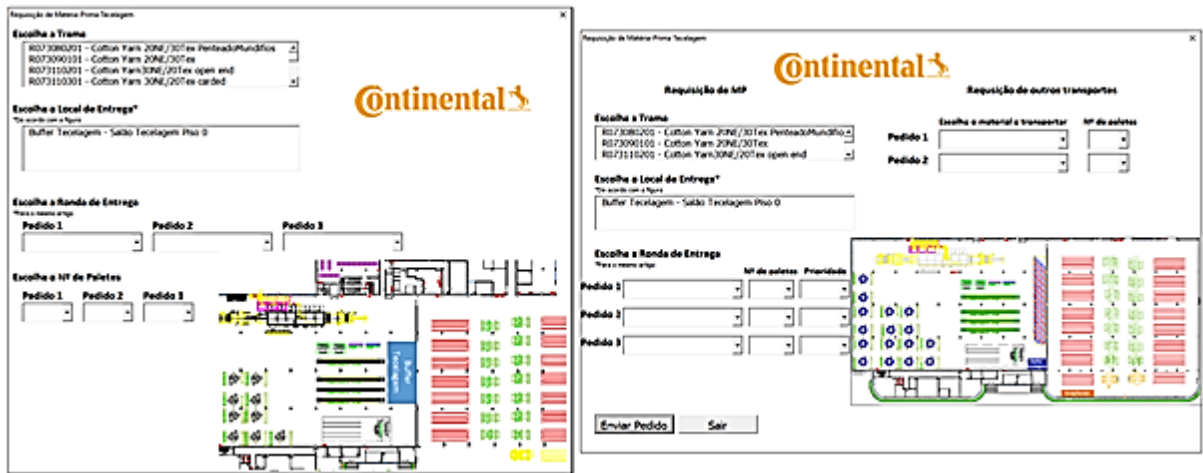 Requisição de Matéria Prima Tecelagem
Escolha a Trama
R073080201 - Cotton Yarn 20NE/30Tex PenteadoMundifios
R073090101 - Cotton Yarn 20NE/30Tex
R073110201 - Cotton Yarn30NE/20Tex open end
R073110301 - Cotton Yarn 30NE/20Tex carded
Continental
Escolha o Local de Entrega*
*De acordo com a figura
Buffer Tecelagem - Salão Tecelagem Piso 0
Escolha a Ronda de Entrega
*Para o mesmo artigo
Pedido 1 Pedido 2 Pedido 3
Escolha o Nº de Paletes
Pedido 1 Pedido 2 Pedido 3
Buffer Tecelagem
Requisição de Matéria Prima Tecelagem
Continental
Requisição de MP
Requsição de outros transportes
Escolha a Trama
R073080201 - Cotton Yarn 20NE/30Tex PenteadoMundifio
R073090101 - Cotton Yarn 20NE/30Tex
R073110201 - Cotton Yarn30NE/20Tex open end
Escolha o material a transportar Nº de paletes
Pedido 1
Pedido 2
Escolha o Local de Entrega*
*De acordo com a figura
Buffer Tecelagem - Salão Tecelagem Piso 0
Escolha a Ronda de Entrega
*Para o mesmo artigo
Nº de paletes Prioridade
Pedido 1
Pedido 2
Pedido 3
Enviar Pedido Sair